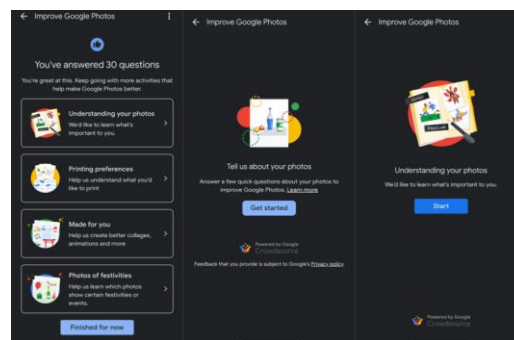 Improve Google Photos
You've answered 30 questions
You're great at this. Keep going with more activities that
help make Google Photos better.
Understanding your photos
We'd like to learn what's
important to you.
Printing preferences
Help us understand what you'd
like to print
Made for you
Help us create better collages,
animations and more
Photos of festivities
Help us learn which photos
show certain festivities or
events.
Finished for now
Improve Google Photos
Tell us about your photos
Answer a few quick questions about your photos to
improve Google Photos. Learn more
Get started
Powered by Google
Crowdsource
Feedback that you provide is subject to Google's Privacy policy
Improve Google Photos
Understanding your photos
We'd like to learn what's important to you.
Start
Powered by Google
Crowdsource